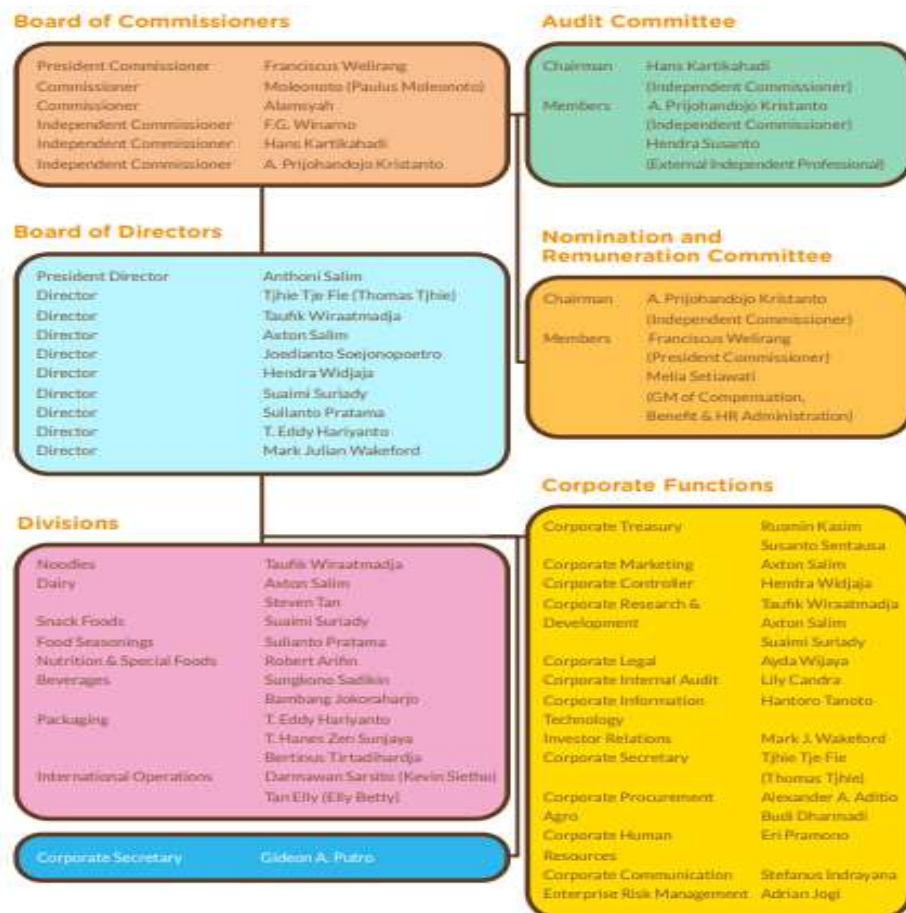 Board of Commissioners
President Commissioner Franciscus Welirang
Commissioner Moleonoto (Paulus Moleonoto)
Commissioner Alamsyah
Independent Commissioner F.G. Winarno
Independent Commissioner Hans Kartikahadi
Independent Commissioner A. Prijohandojo Kristanto
Audit Committee
Chairman Hans Kartikahadi
(Independent Commissioner)
Members A. Prijohandojo Kristanto
(Independent Commissioner)
Hendra Susanto
(External Independent Professional)
Board of Directors
President Director Anthoni Salim
Director Tjhie Tje Fie (Thomas Tjhie)
Director Taufik Wiraatmadja
Director Axton Salim
Director Joedianto Soejonopoetro
Director Hendra Widjaja
Director Suaimi Suriady
Director Sulianto Pratama
Director T. Eddy Hariyanto
Director Mark Julian Wakeford
Nomination and
Remuneration Committee
Chairman A. Prijohandojo Kristanto
(Independent Commissioner)
Members Franciscus Welirang
(President Commissioner)
Melia Setiawati
(GM of Compensation,
Benefit & HR Administration)
Divisions
Noodles Taufik Wiraatmadja
Dairy Axton Salim
Steven Tan
Snack Foods Suaimi Suriady
Food Seasonings Sulianto Pratama
Nutrition & Special Foods Robert Arifin
Beverages Sungkono Sadikin
Bambang Jokoraharjo
Packaging T. Eddy Hariyanto
T. Hanes Zen Sunjaya
Bertinus Tirtadihardja
International Operations Darmawan Sarsito (Kevin Sietho)
Tan Elly (Elly Betty)
Corporate Secretary Gideon A. Putro
Corporate Functions
Corporate Treasury Rusmin Kasim
Susanto Sentausa
Corporate Marketing Axton Salim
Corporate Controller Hendra Widjaja
Corporate Research & Taufik Wiraatmadja
Development Axton Salim
Suaimi Suriady
Corporate Legal Ayda Wijaya
Corporate Internal Audit Lily Candra
Corporate Information Hantoro Tanoto
Technology
Investor Relations Mark J. Wakeford
Corporate Secretary Tjhie Tje Fie
(Thomas Tjhie)
Corporate Procurement Alexander A. Aditio
Agro Budi Dharmadi
Corporate Human Eri Pramono
Resources
Corporate Communication Stefanus Indrayana
Enterprise Risk Management Adrian Jogi